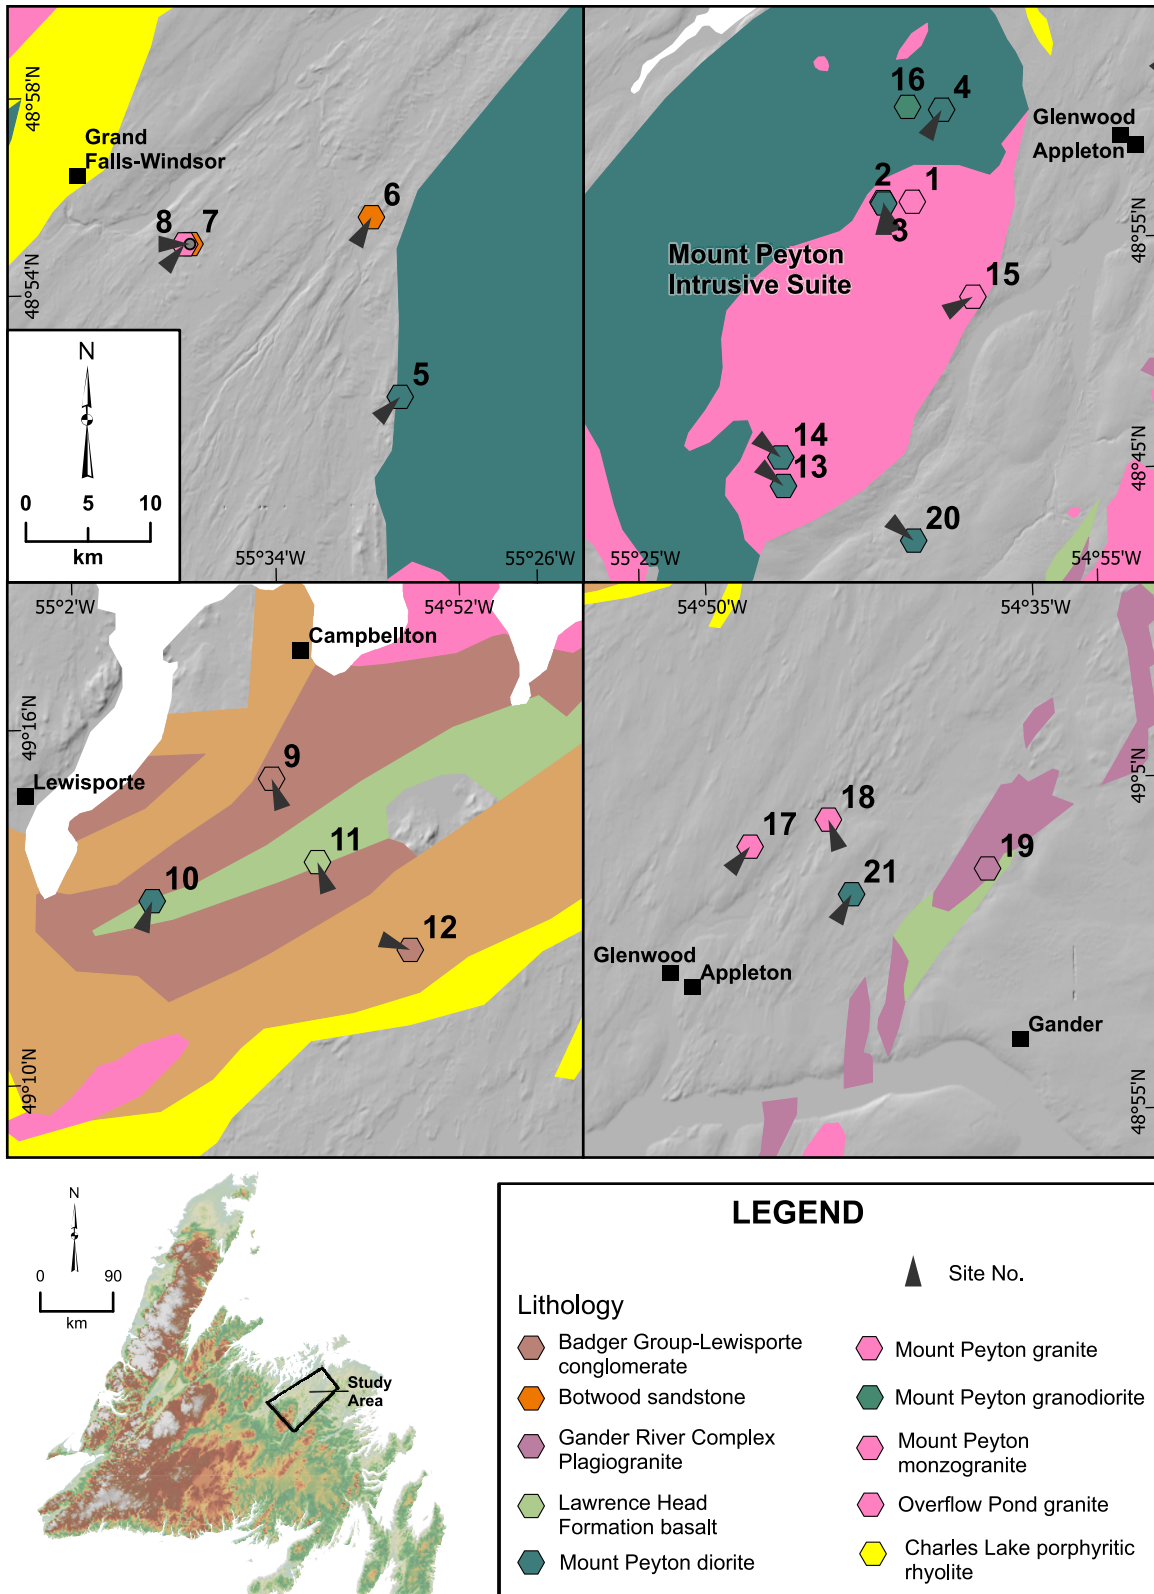 48°58'N
Grand
Falls-Windsor
6
8
7
48°54'N
5
N
0
5
10
km
55°34'W
55°26'W
16
4
Glenwood
Appleton
2
1
3
48°55'N
Mount Peyton
Intrusive Suite
15
14
13
48°45'N
20
55°25'W
54°55'W
55°2'W
54°52'W
Campbellton
49°16'N
9
Lewisporte
11
10
12
49°10'N
54°50'W
54°35'W
49°5'N
18
17
19
21
Glenwood
Appleton
Gander
48°55'N
N
0
90
km
Study
Area
LEGEND
Site No.
Lithology
Badger Group-Lewisporte
conglomerate
Botwood sandstone
Gander River Complex
Plagiogranite
Lawrence Head
Formation basalt
Mount Peyton diorite
Mount Peyton granite
Mount Peyton granodiorite
Mount Peyton
monzogranite
Overflow Pond granite
Charles Lake porphyritic
rhyolite